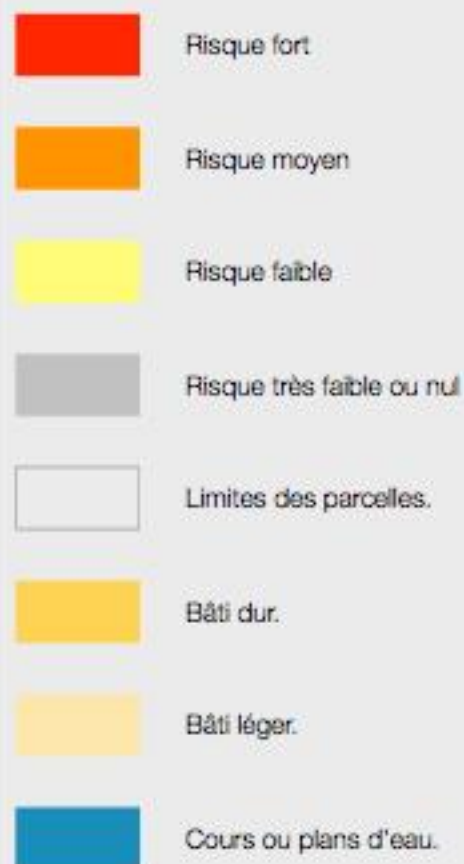 Risque fort
Risque moyen
Risque faible
Risque très faible ou nul
Limites des parcelles.
Bâti dur.
Bâti léger.
Cours ou plans d'eau.